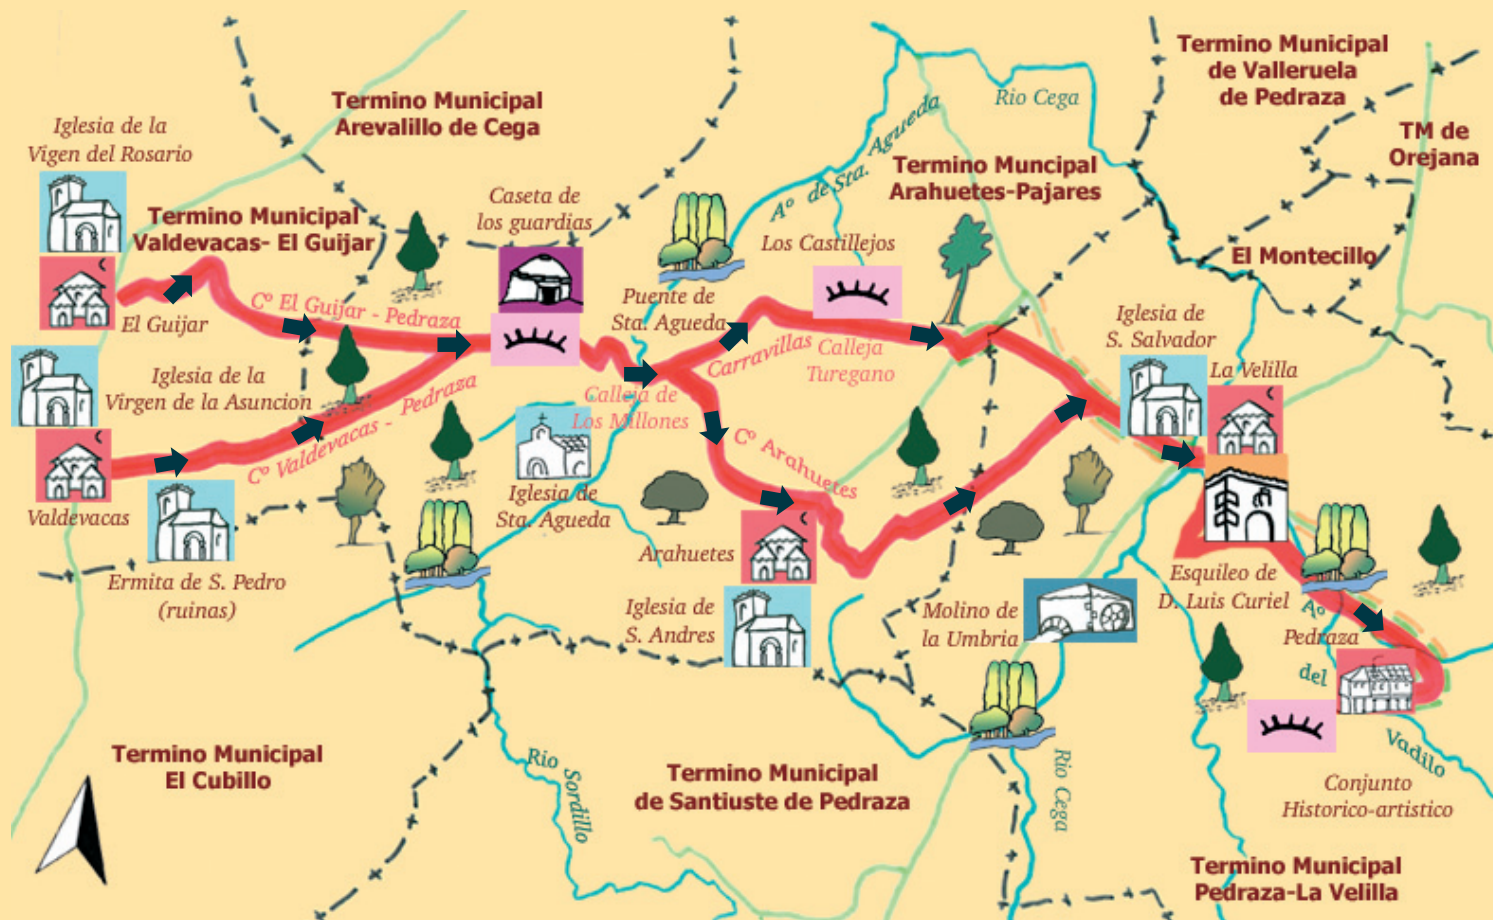 Termino Municipal
Arevalillo de Cega
Termino Municipal
de Valleruela
de Pedraza
Rio Cega
TM de
Orejana
Iglesia de la
Vigen del Rosario
Aº de Sta. Agueda
Termino Muncipal
Arahuetes-Pajares
Termino Municipal
Valdevacas- El Guijar
Caseta de
los guardias
Los Castillejos
El Montecillo
El Guijar
Cº El Guijar - Pedraza
Puente de
Sta. Agueda
Iglesia de
S. Salvador
Carravillas
Calleja
Turegano
La Velilla
Iglesia de la
Virgen de la Asuncion
Calleja de
Los Millones
Cº Valdevacas - Pedraza
Cº Arahuetes
Valdevacas
Iglesia de
Sta. Agueda
Arahuetes
Ermita de S. Pedro
(ruinas)
Esquileo de
D. Luis Curiel
Iglesia de
S. Andres
Molino de
la Umbria
Aº
Pedraza
del
Vadilo
Termino Municipal
El Cubillo
Rio Sordillo
Termino Municipal
de Santiuste de Pedraza
Rio Cega
Conjunto
Historico-artistico
Termino Municipal
Pedraza-La Velilla